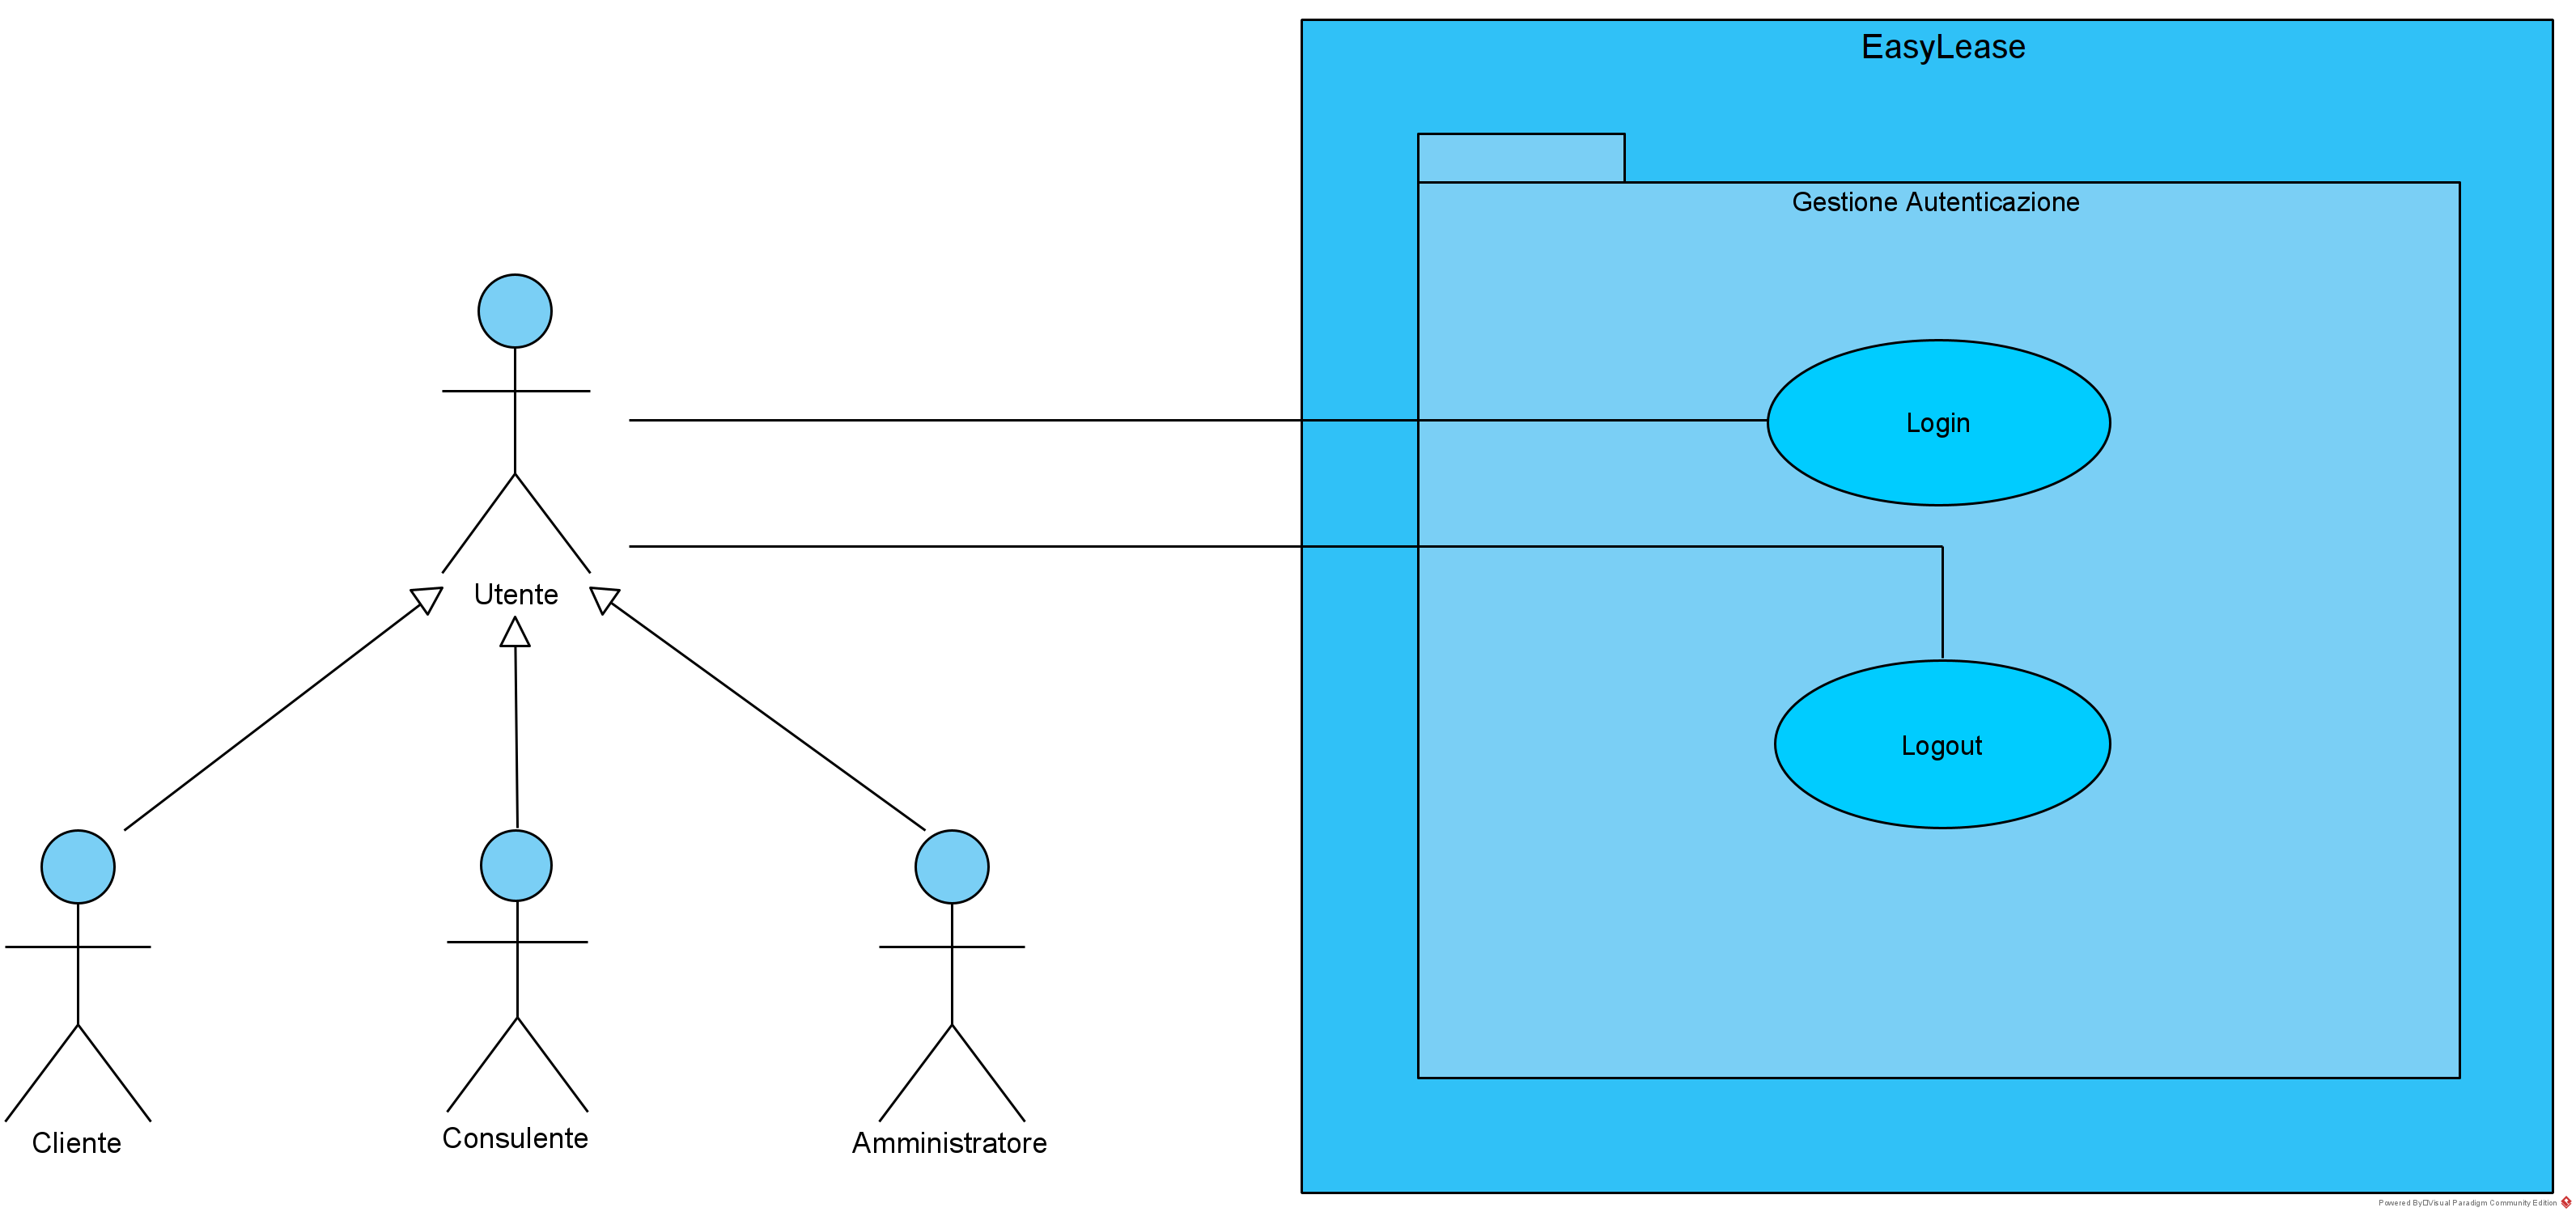 EasyLease
Gestione Autenticazione
Login
Utente
Logout
Cliente
Consulente
Amministratore
Powered By Visual Paradigm Community Edition